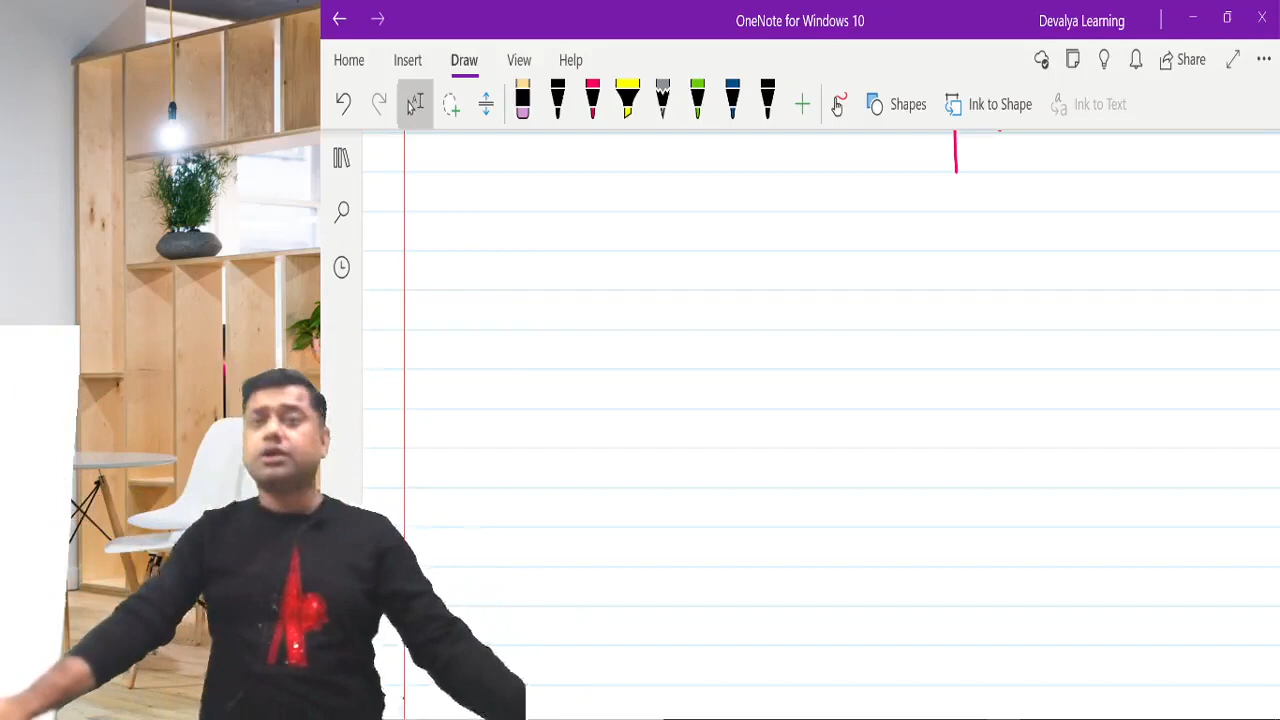 OneNote for Windows 10
Devalya Learning
Home Insert Draw View Help
Share
Shapes Ink to Shape Ink to Text